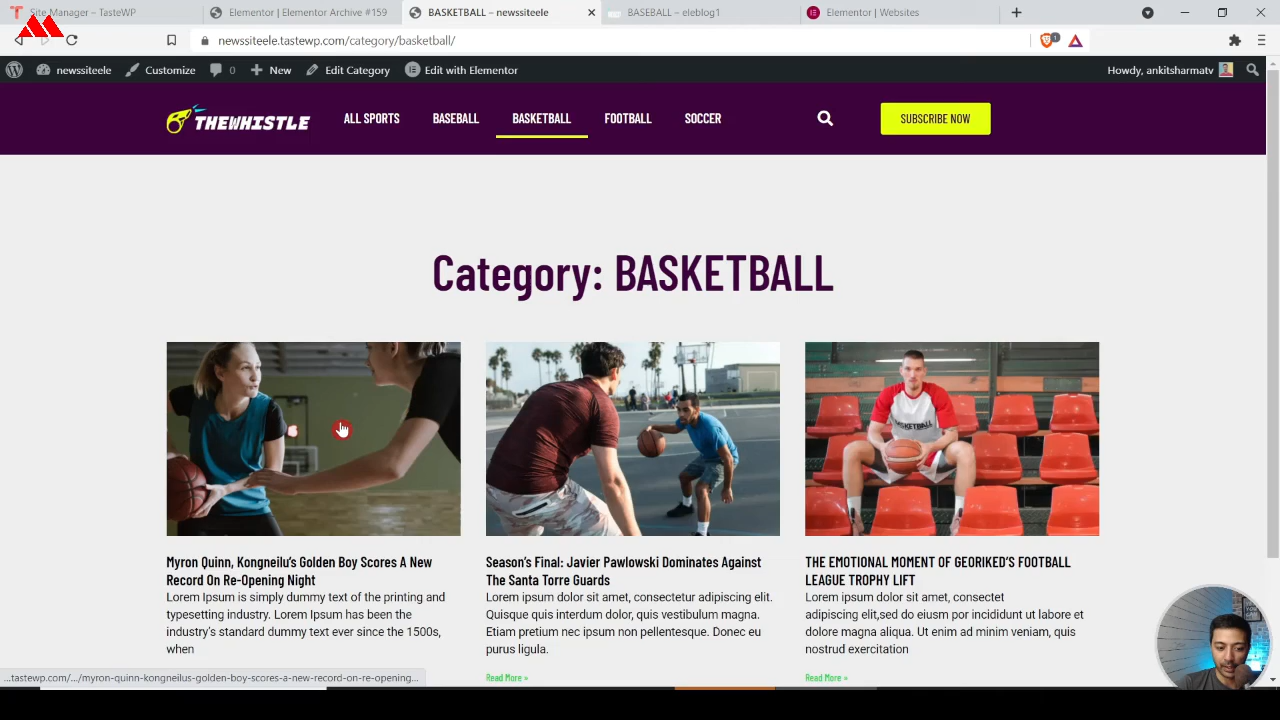 Site Manager – TasteWP
Elementor | Elementor Archive #159
BASKETBALL – newssiteele
BASEBALL – eleblog1
Elementor | Websites
newssiteele.tastewp.com/category/basketball/
1
newssiteele
Customize
0
New
Edit Category
Edit with Elementor
Howdy, ankitsharmatv
THEWHISTLE
ALL SPORTS
BASEBALL
BASKETBALL
FOOTBALL
SOCCER
SUBSCRIBE NOW
Category: BASKETBALL
BASKETBALL
Myron Quinn, Kongneilu's Golden Boy Scores A New
Record On Re-Opening Night
Lorem Ipsum is simply dummy text of the printing and
typesetting industry. Lorem Ipsum has been the
industry's standard dummy text ever since the 1500s,
when
Season's Final: Javier Pawlowski Dominates Against
The Santa Torre Guards
Lorem ipsum dolor sit amet, consectetur adipiscing elit.
Quisque quis interdum dolor, quis vestibulum magna.
Etiam pretium nec ipsum non pellentesque. Donec eu
purus ligula.
Read More »
THE EMOTIONAL MOMENT OF GEORIKED'S FOOTBALL
LEAGUE TROPHY LIFT
Lorem ipsum dolor sit amet, consectet
adipiscing elit,sed do eiusm por incididunt ut labore et
dolore magna aliqua. Ut enim ad minim veniam, quis
nostrud exercitation
Read More »
...tastewp.com/.../myron-quinn-kongneilus-golden-boy-scores-a-new-record-on-re-opening...